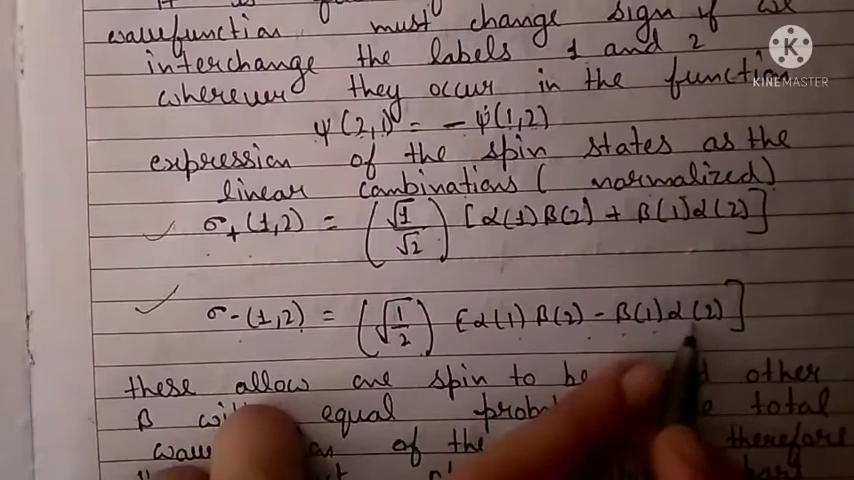 wavefunction must change sign if we
interchange the labels 1 and 2
wherever they occur in the function
ψ(2,1) = - ψ(1,2)
expression of the spin states as the
linear combinations ( normalized)
σ+(1,2) = (√1/√2) [α(1)β(2) + β(1)α(2)]
σ-(1,2) = (√1/2) [α(1) β(2) - β(1)α(2)]
these allow one spin to be other
β equal total
of the therefore
K
KINEMASTER